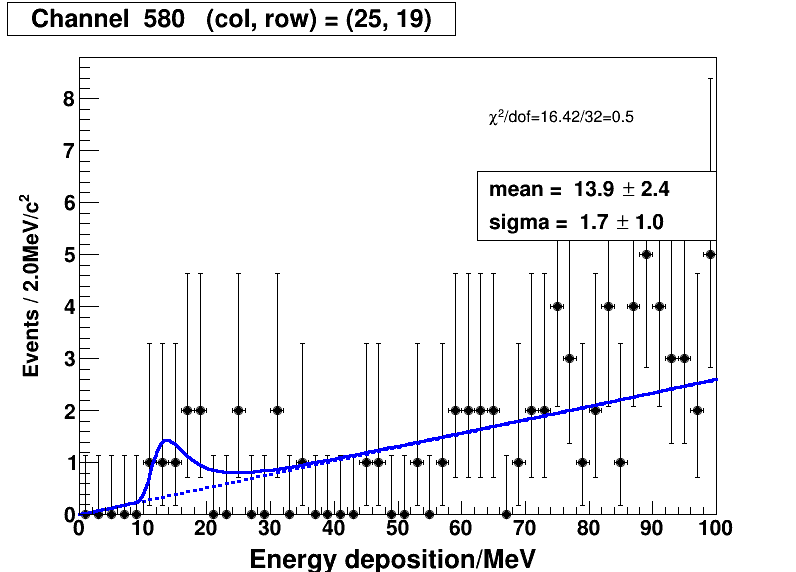 Channel 580 (col, row) = (25, 19)
χ²/dof=16.42/32=0.5
mean = 13.9 ± 2.4
sigma = 1.7 ± 1.0
Events / 2.0MeV/c²
8
7
6
5
4
3
2
1
0
0 10 20 30 40 50 60 70 80 90 100
Energy deposition/MeV